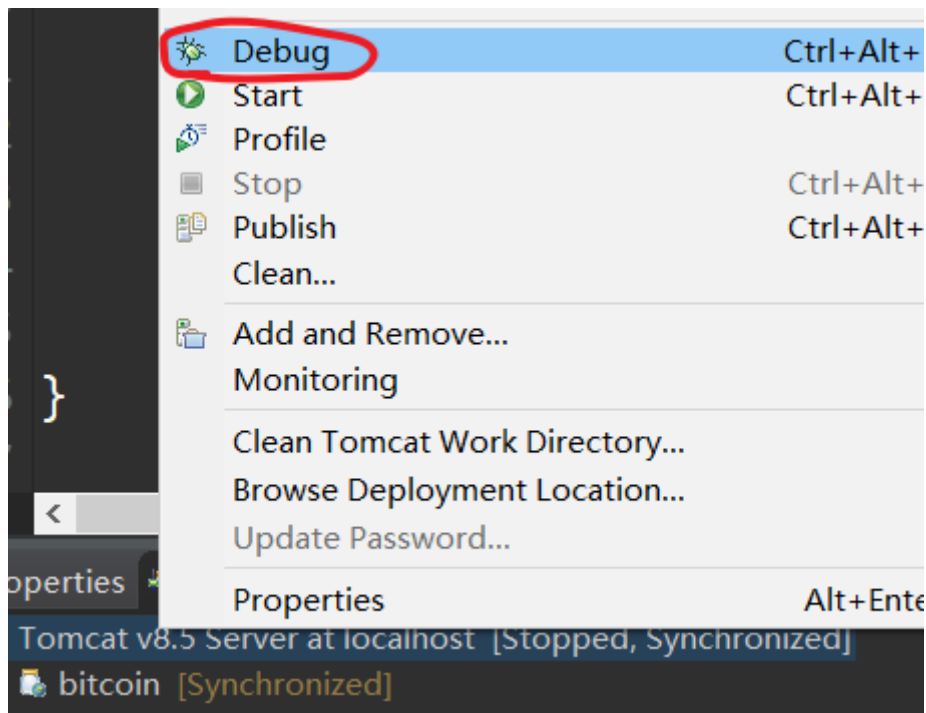 Debug Ctrl+Alt+
Start Ctrl+Alt+
Profile
Stop Ctrl+Alt+
Publish Ctrl+Alt+
Clean...
Add and Remove...
Monitoring
}
Clean Tomcat Work Directory...
Browse Deployment Location...
Update Password...
operties
Properties Alt+Ente
Tomcat v8.5 Server at localhost [Stopped, Synchronized]
bitcoin [Synchronized]